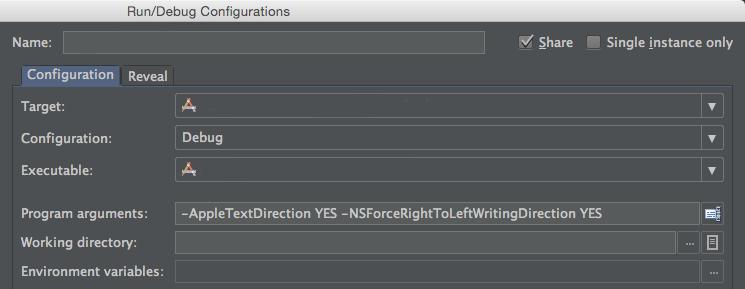 Run/Debug Configurations
Name: Share Single instance only
Configuration Reveal
Target:
Configuration: Debug
Executable:
Program arguments: -AppleTextDirection YES -NSForceRightToLeftWritingDirection YES
Working directory: ...
Environment variables: ...